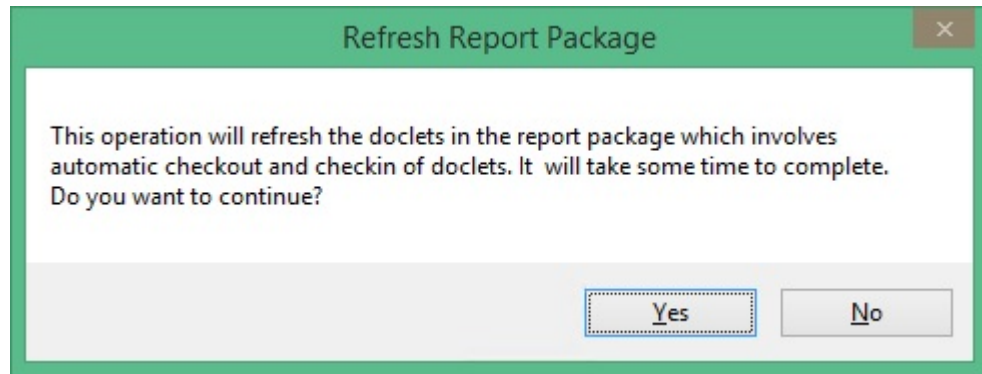 Refresh Report Package
This operation will refresh the doclets in the report package which involves
automatic checkout and checkin of doclets. It  will take some time to complete.
Do you want to continue?
Yes
No